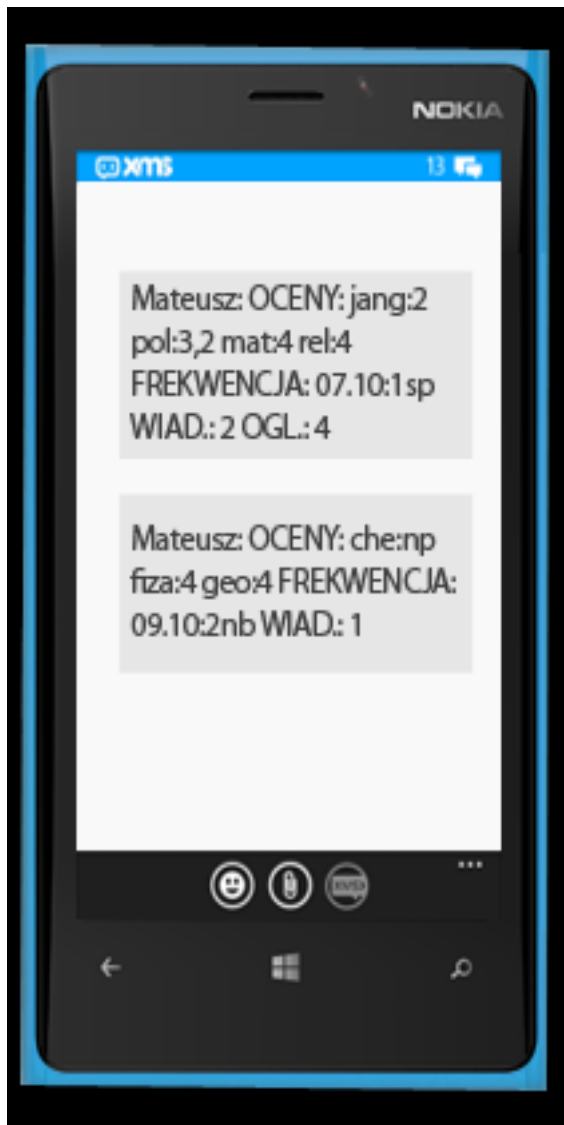 NOKIA
xms 13
Mateusz: OCENY: jang:2
pol:3,2 mat:4 rel:4
FREKWENCJA: 07.10:1sp
WIAD.: 2 OGL.: 4
Mateusz: OCENY: che:np
fiza:4 geo:4 FREKWENCJA:
09.10:2nb WIAD.: 1